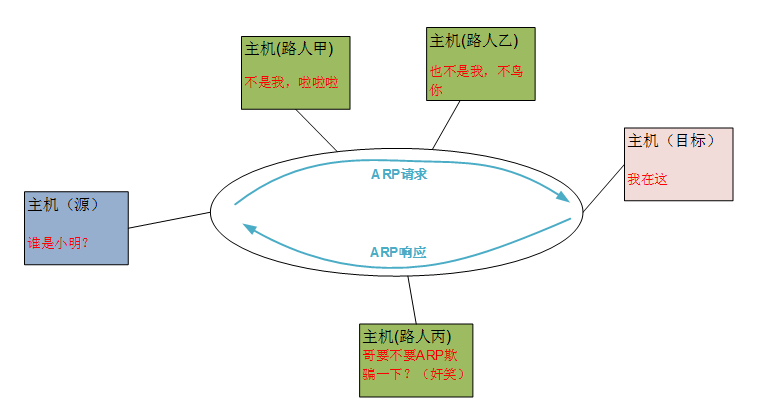 主机(路人甲)
不是我，啦啦啦
主机(路人乙)
也不是我，不鸟
你
主机（目标）
我在这
ARP请求
主机（源）
谁是小明？
ARP响应
主机(路人丙)
哥要不要ARP欺
骗一下？（奸笑）